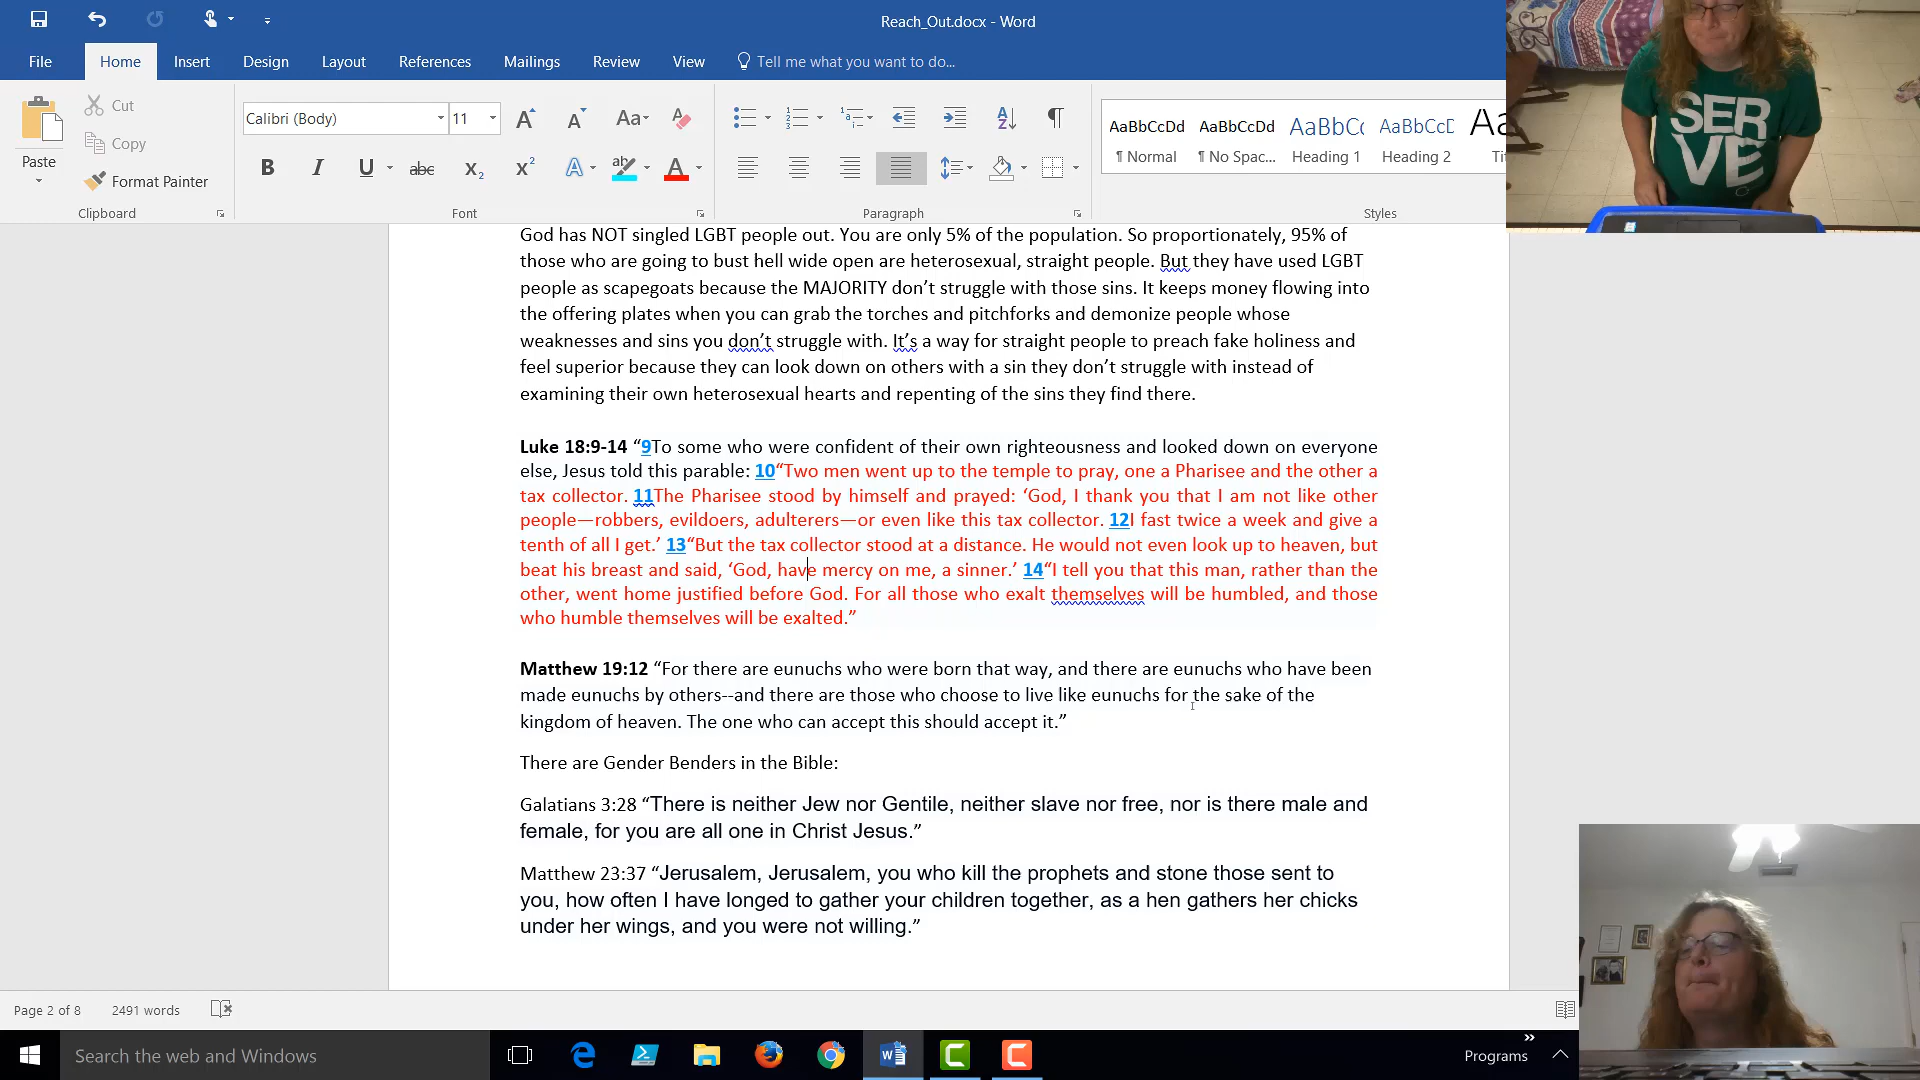 Reach_Out.docx - Word
File Home Insert Design Layout References Mailings Review View Tell me what you want to do...
Paste
Cut
Copy
Format Painter
Clipboard
Calibri (Body) 11
Font
Paragraph
AaBbCcDd AaBbCcDd AaBbCc AaBbCcD
¶ Normal ¶ No Spac... Heading 1 Heading 2
Styles
SER
VE
God has NOT singled LGBT people out. You are only 5% of the population. So proportionately, 95% of
those who are going to bust hell wide open are heterosexual, straight people. But they have used LGBT
people as scapegoats because the MAJORITY don’t struggle with those sins. It keeps money flowing into
the offering plates when you can grab the torches and pitchforks and demonize people whose
weaknesses and sins you don’t struggle with. It’s a way for straight people to preach fake holiness and
feel superior because they can look down on others with a sin they don’t struggle with instead of
examining their own heterosexual hearts and repenting of the sins they find there.
Luke 18:9-14 “9To some who were confident of their own righteousness and looked down on everyone
else, Jesus told this parable: 10“Two men went up to the temple to pray, one a Pharisee and the other a
tax collector. 11The Pharisee stood by himself and prayed: ‘God, I thank you that I am not like other
people—robbers, evildoers, adulterers—or even like this tax collector. 12I fast twice a week and give a
tenth of all I get.’ 13“But the tax collector stood at a distance. He would not even look up to heaven, but
beat his breast and said, ‘God, have mercy on me, a sinner.’ 14“I tell you that this man, rather than the
other, went home justified before God. For all those who exalt themselves will be humbled, and those
who humble themselves will be exalted.”
Matthew 19:12 “For there are eunuchs who were born that way, and there are eunuchs who have been
made eunuchs by others--and there are those who choose to live like eunuchs for the sake of the
kingdom of heaven. The one who can accept this should accept it.”
There are Gender Benders in the Bible:
Galatians 3:28 “There is neither Jew nor Gentile, neither slave nor free, nor is there male and
female, for you are all one in Christ Jesus.”
Matthew 23:37 “Jerusalem, Jerusalem, you who kill the prophets and stone those sent to
you, how often I have longed to gather your children together, as a hen gathers her chicks
under her wings, and you were not willing.”
Page 2 of 8 2491 words
Search the web and Windows
Programs